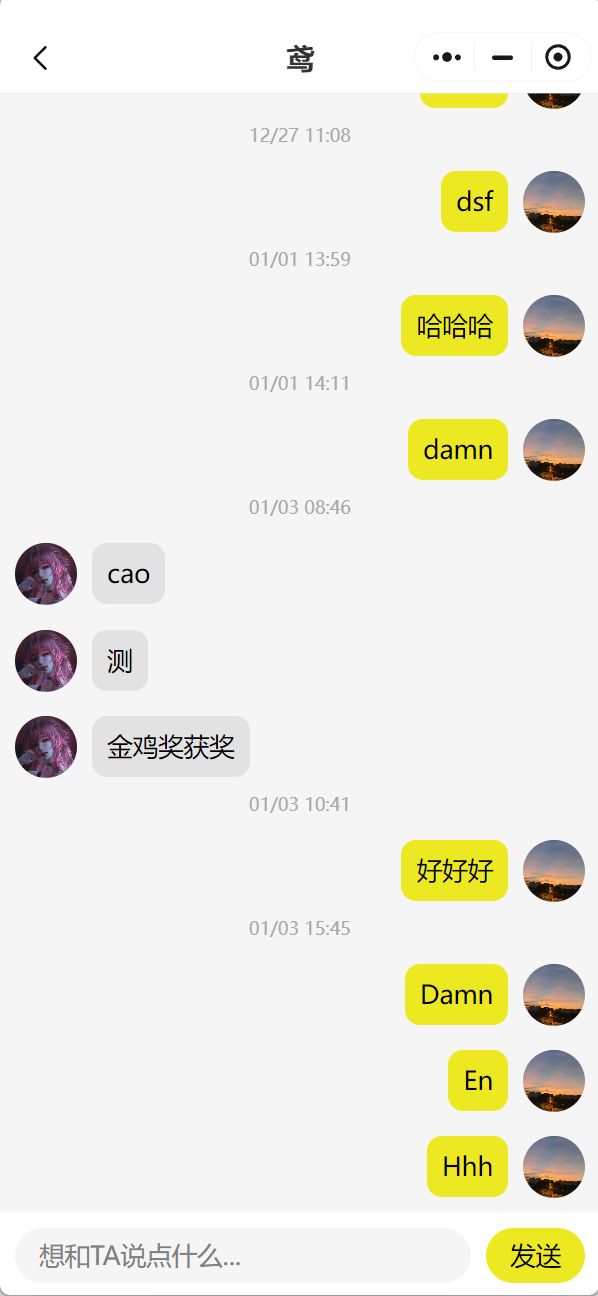 鸢
12/27 11:08
dsf
01/01 13:59
哈哈哈
01/01 14:11
damn
01/03 08:46
cao
测
金鸡奖获奖
01/03 10:41
好好好
01/03 15:45
Damn
En
Hhh
想和TA说点什么...
发送